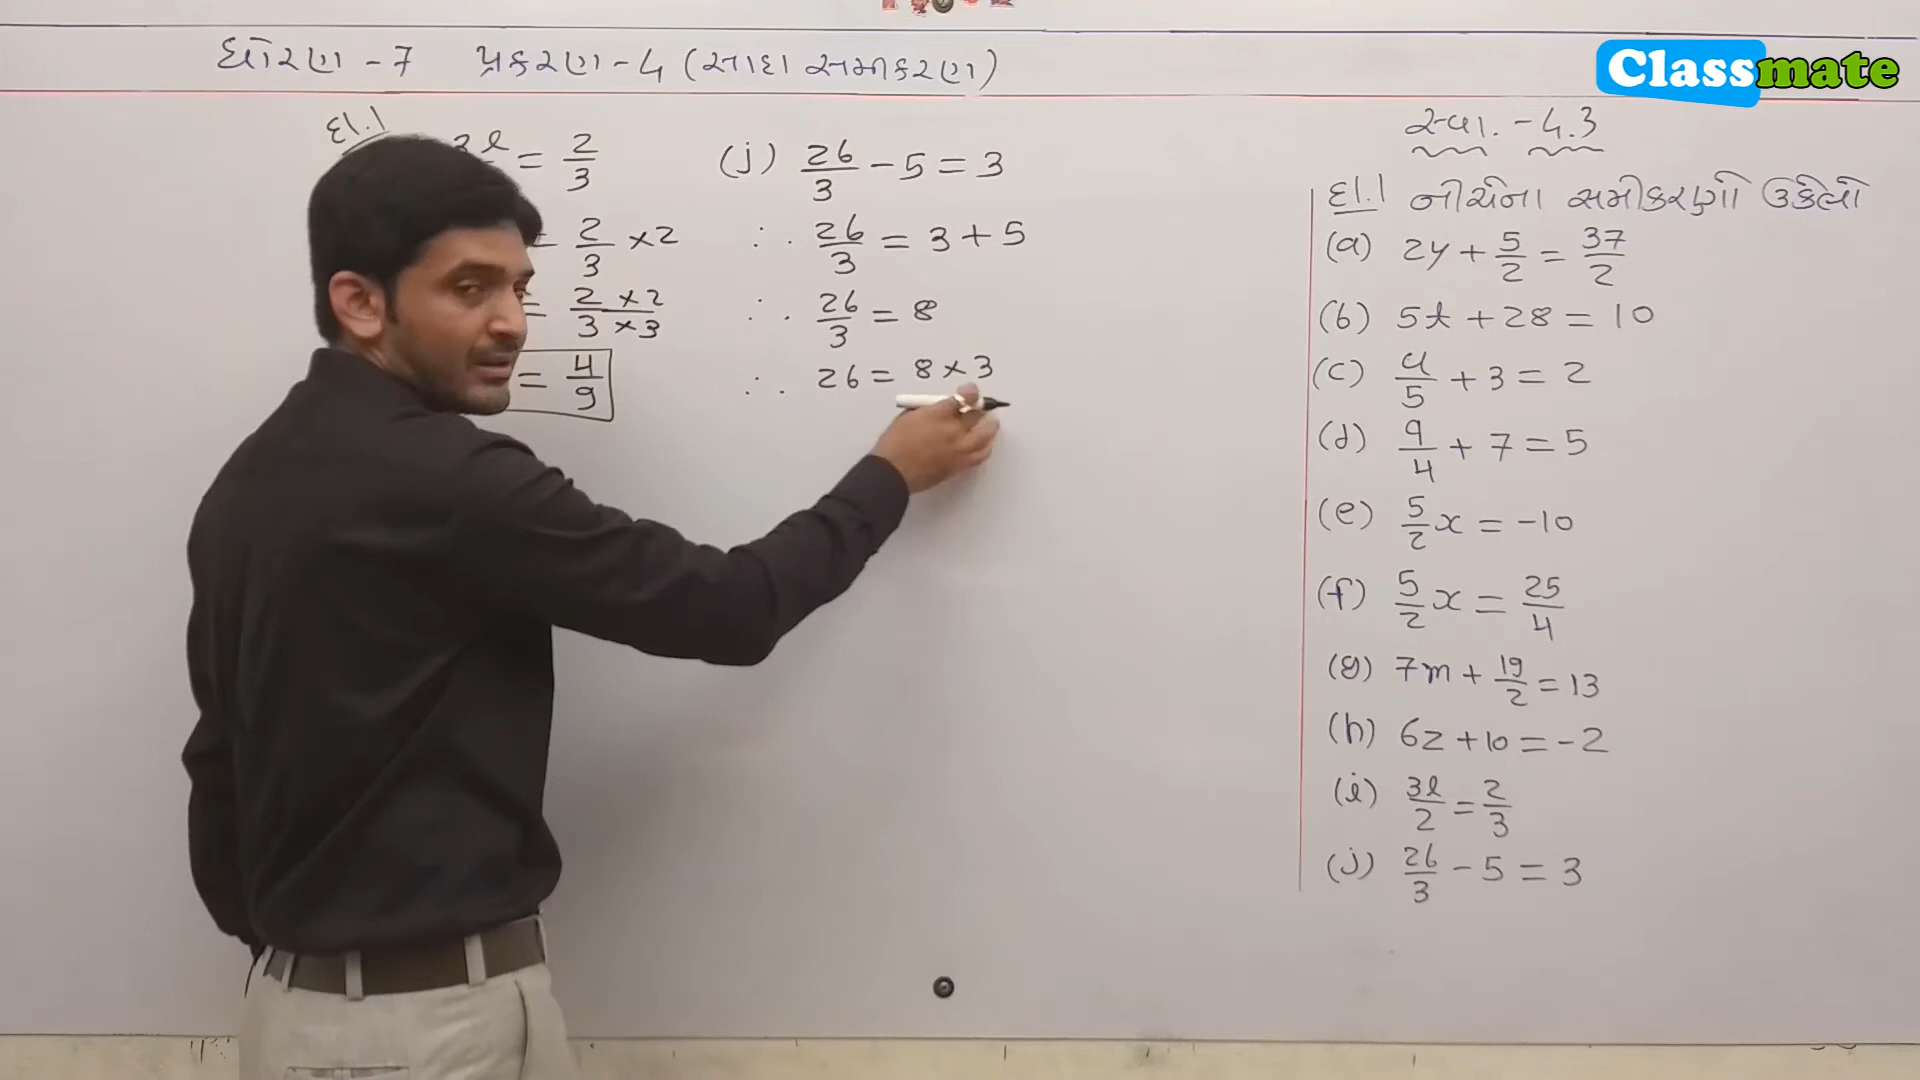 ધોરણ - 7 પ્રકરણ - 4 (સાદા સમીકરણ)
Classmate
દા.1
3l = 2/3
= 2/3 ×2
= 2/3 ×2/×3
= 4/9
(j) 26/3 - 5 = 3
∴ 26/3 = 3 + 5
∴ 26/3 = 8
∴ 26 = 8 × 3
સ્વા. - 4.3
દા.1 નીચેના સમીકરણો ઉકેલો
(a) 2y + 5/2 = 37/2
(b) 5t + 28 = 10
(c) a/5 + 3 = 2
(d) q/4 + 7 = 5
(e) 5/2 x = -10
(f) 5/2 x = 25/4
(g) 7m + 19/2 = 13
(h) 6z + 10 = -2
(i) 3l/2 = 2/3
(j) 26/3 - 5 = 3